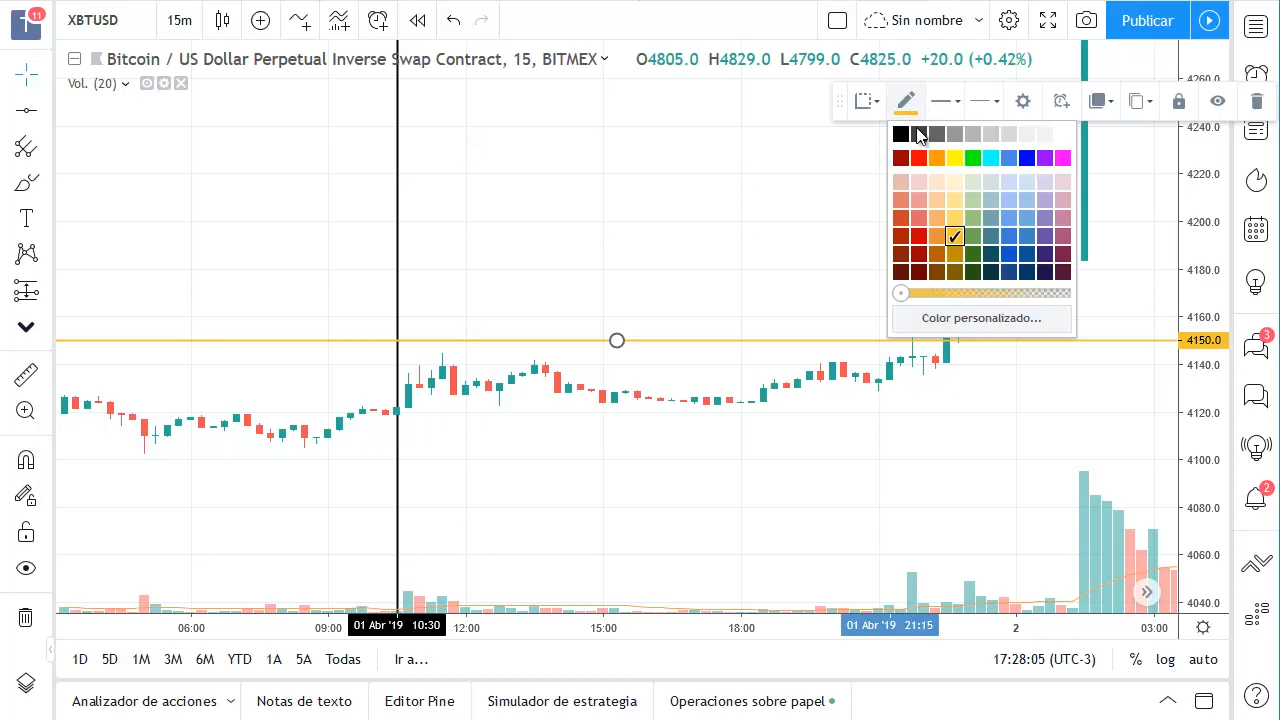 T
11
XBTUSD
15m
Sin nombre
Publicar
Bitcoin / US Dollar Perpetual Inverse Swap Contract, 15, BITMEX
O4805.0 H4829.0 L4799.0 C4825.0 +20.0 (+0.42%)
Vol. (20)
4260.0
4240.0
4220.0
4200.0
4180.0
4160.0
Color personalizado...
4150.0
4140.0
4120.0
4100.0
4080.0
4060.0
4040.0
3
2
06:00
09:00
01 Abr '19 10:30
12:00
15:00
18:00
01 Abr '19 21:15
2
03:00
1D 5D 1M 3M 6M YTD 1A 5A Todas Ir a...
17:28:05 (UTC-3) % log auto
Analizador de acciones
Notas de texto
Editor Pine
Simulador de estrategia
Operaciones sobre papel